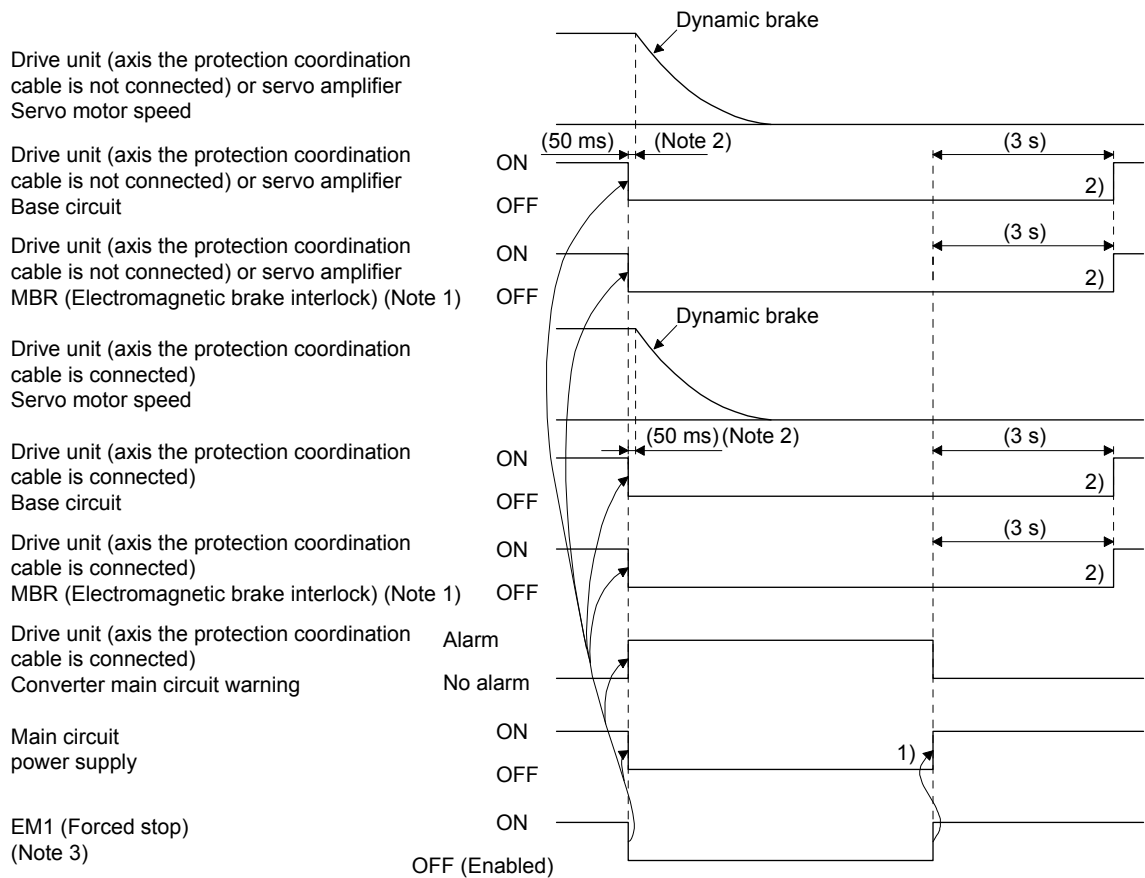 Dynamic brake
Drive unit (axis the protection coordination
cable is not connected) or servo amplifier
Servo motor speed
(50 ms) (Note 2) (3 s)
Drive unit (axis the protection coordination
cable is not connected) or servo amplifier
Base circuit
ON
OFF
2)
(3 s)
Drive unit (axis the protection coordination
cable is not connected) or servo amplifier
MBR (Electromagnetic brake interlock) (Note 1)
ON
OFF
2)
Dynamic brake
Drive unit (axis the protection coordination
cable is connected)
Servo motor speed
(50 ms) (Note 2) (3 s)
Drive unit (axis the protection coordination
cable is connected)
Base circuit
ON
OFF
2)
(3 s)
Drive unit (axis the protection coordination
cable is connected)
MBR (Electromagnetic brake interlock) (Note 1)
ON
OFF
2)
Drive unit (axis the protection coordination
cable is connected)
Converter main circuit warning
Alarm
No alarm
Main circuit
power supply
ON
OFF
1)
EM1 (Forced stop)
(Note 3)
ON
OFF (Enabled)